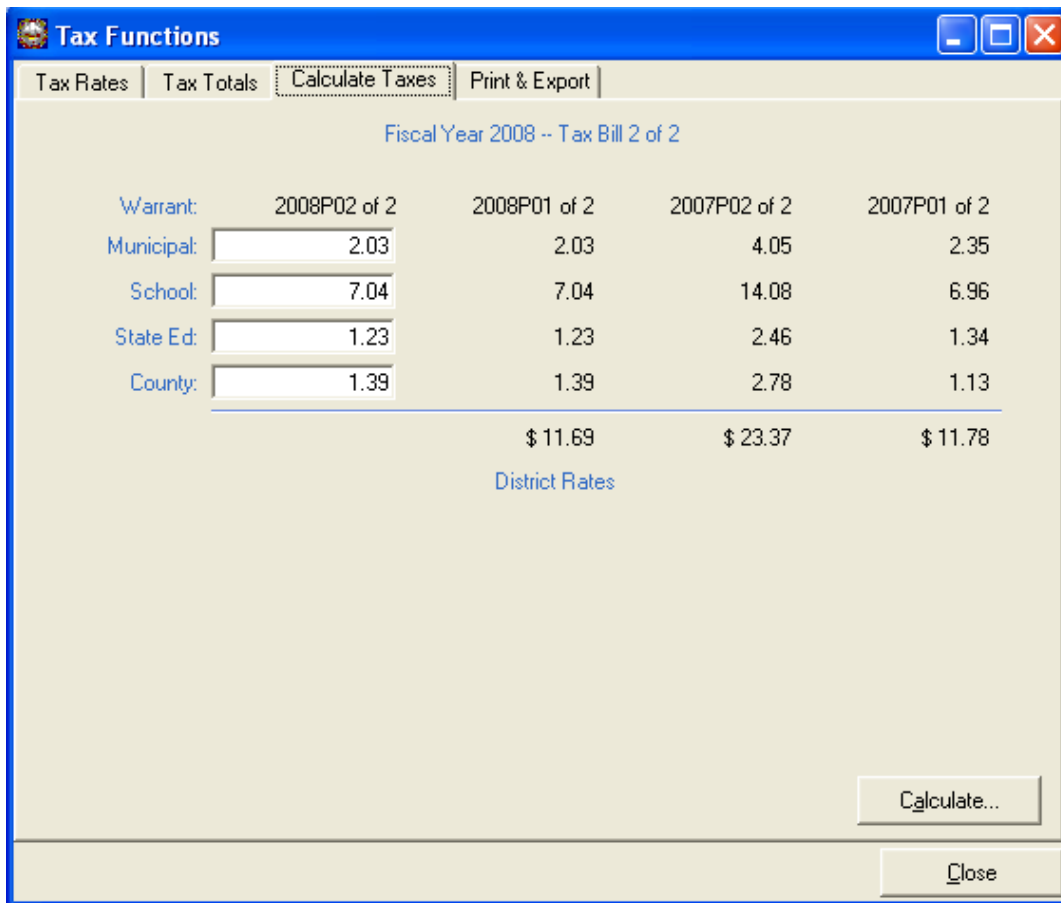 Tax Functions
Tax Rates Tax Totals Calculate Taxes Print & Export
Fiscal Year 2008 -- Tax Bill 2 of 2
Warrant: 2008P02 of 2 2008P01 of 2 2007P02 of 2 2007P01 of 2
Municipal: 2.03 2.03 4.05 2.35
School: 7.04 7.04 14.08 6.96
State Ed: 1.23 1.23 2.46 1.34
County: 1.39 1.39 2.78 1.13
$ 11.69 $ 23.37 $ 11.78
District Rates
Calculate...
Close